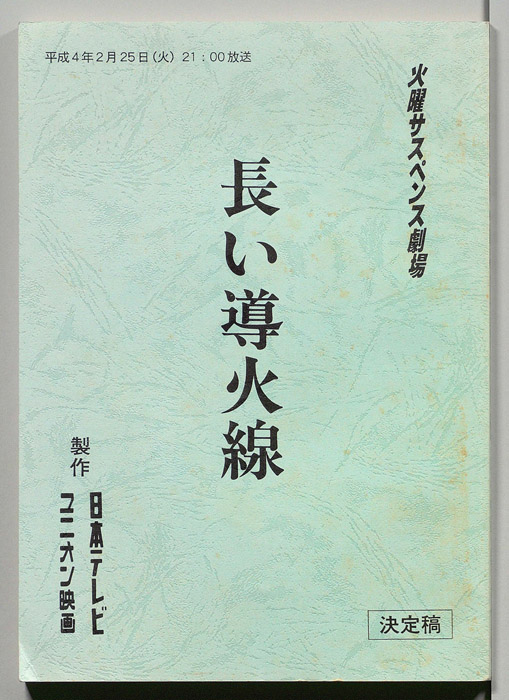 平成4年2月25日(火) 21:00放送
火曜サスペンス劇場
長い導火線
製作
日本テレビ
ユニオン映画
決定稿